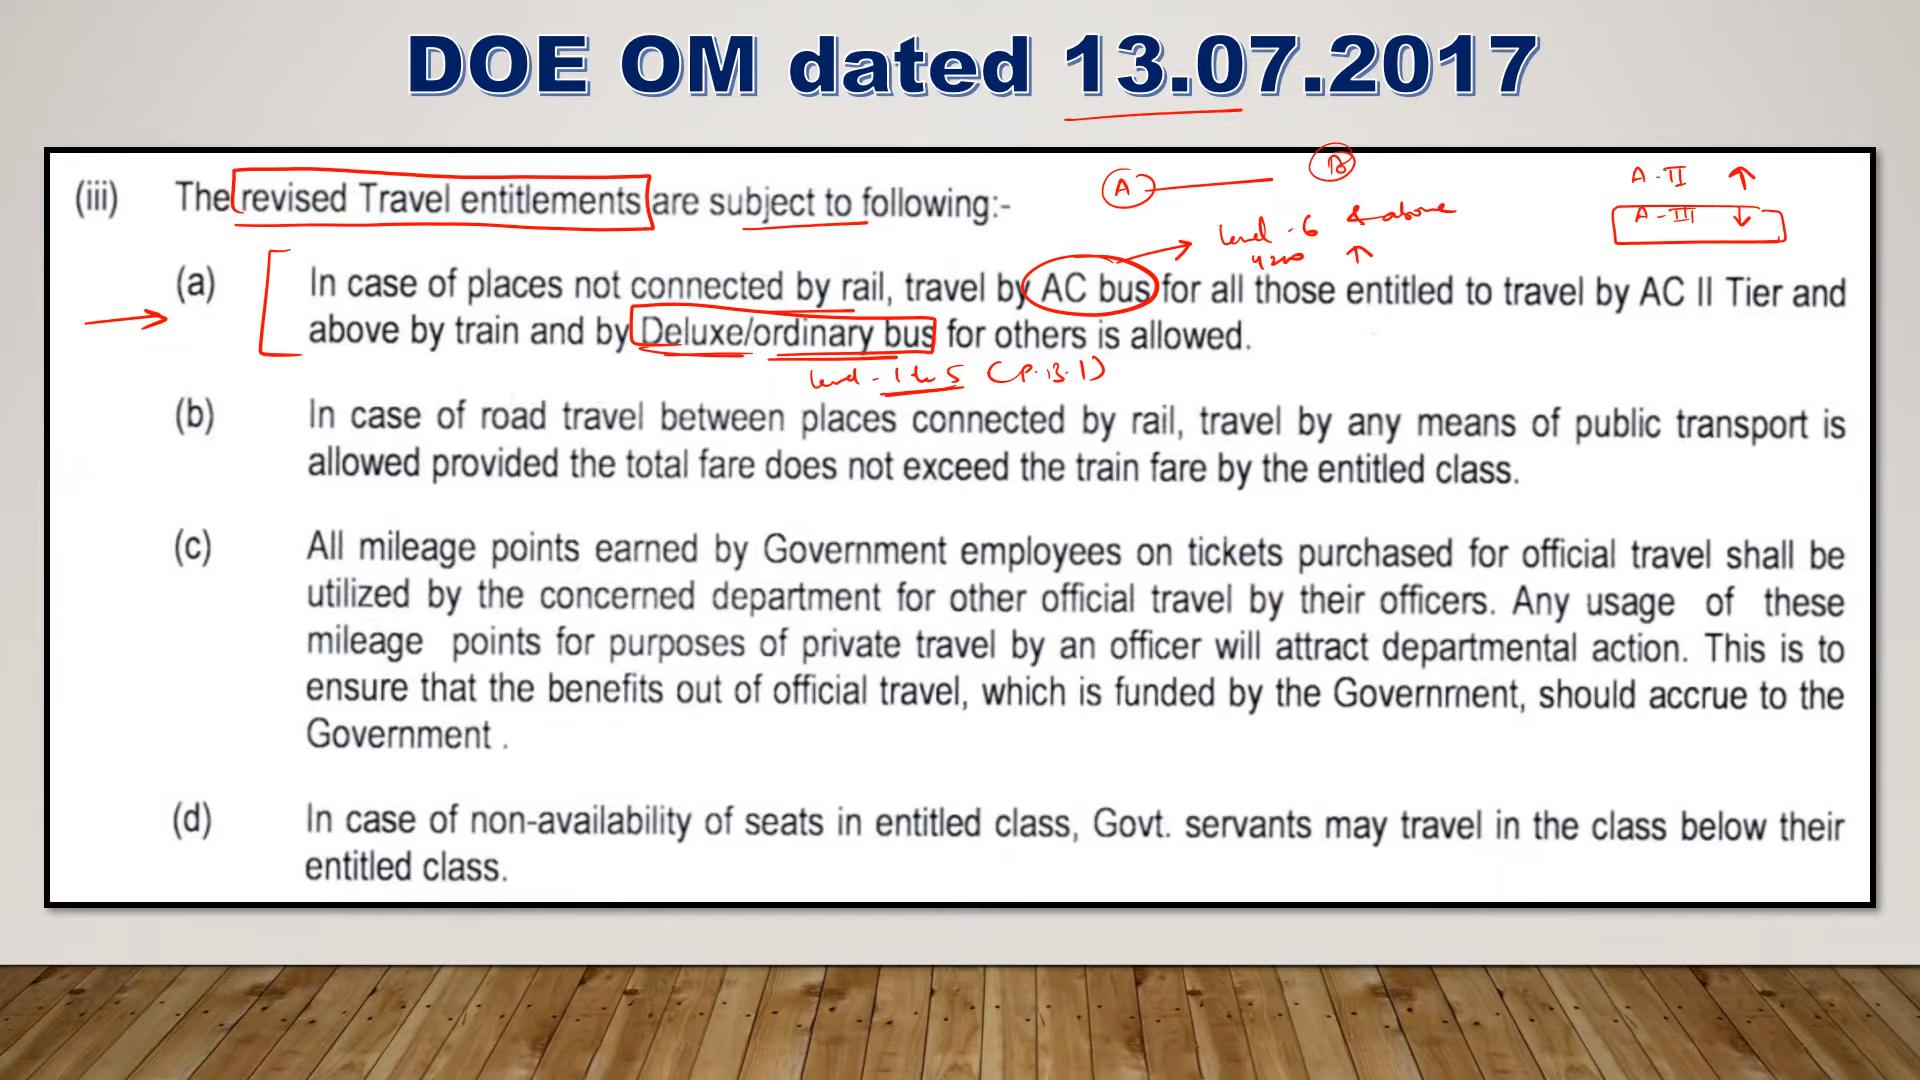 DOE OM dated 13.07.2017
(iii) The revised Travel entitlements are subject to following:-
A B
A - II ↑
A - III ↓
Level - 6 & above
4200 ↑
(a) In case of places not connected by rail, travel by AC bus for all those entitled to travel by AC II Tier and
above by train and by Deluxe/ordinary bus for others is allowed.
Level - 1 to 5 (P.B.1)
(b) In case of road travel between places connected by rail, travel by any means of public transport is
allowed provided the total fare does not exceed the train fare by the entitled class.
(c) All mileage points earned by Government employees on tickets purchased for official travel shall be
utilized by the concerned department for other official travel by their officers. Any usage of these
mileage points for purposes of private travel by an officer will attract departmental action. This is to
ensure that the benefits out of official travel, which is funded by the Government, should accrue to the
Government .
(d) In case of non-availability of seats in entitled class, Govt. servants may travel in the class below their
entitled class.